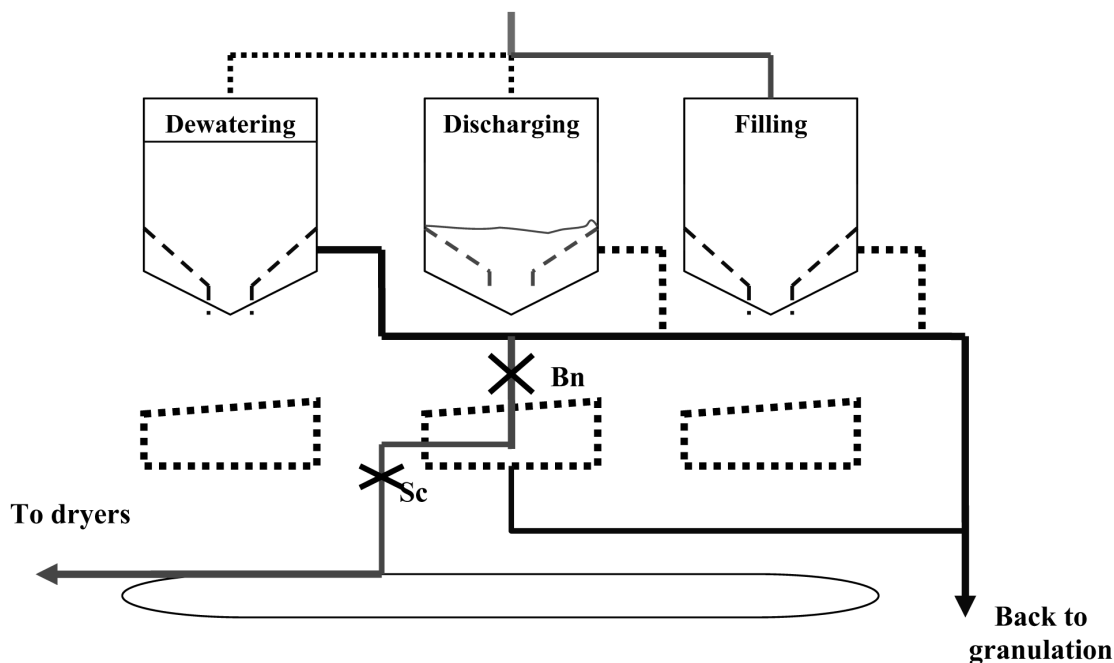 Dewatering
Discharging
Filling
Bn
Sc
To dryers
Back to
granulation